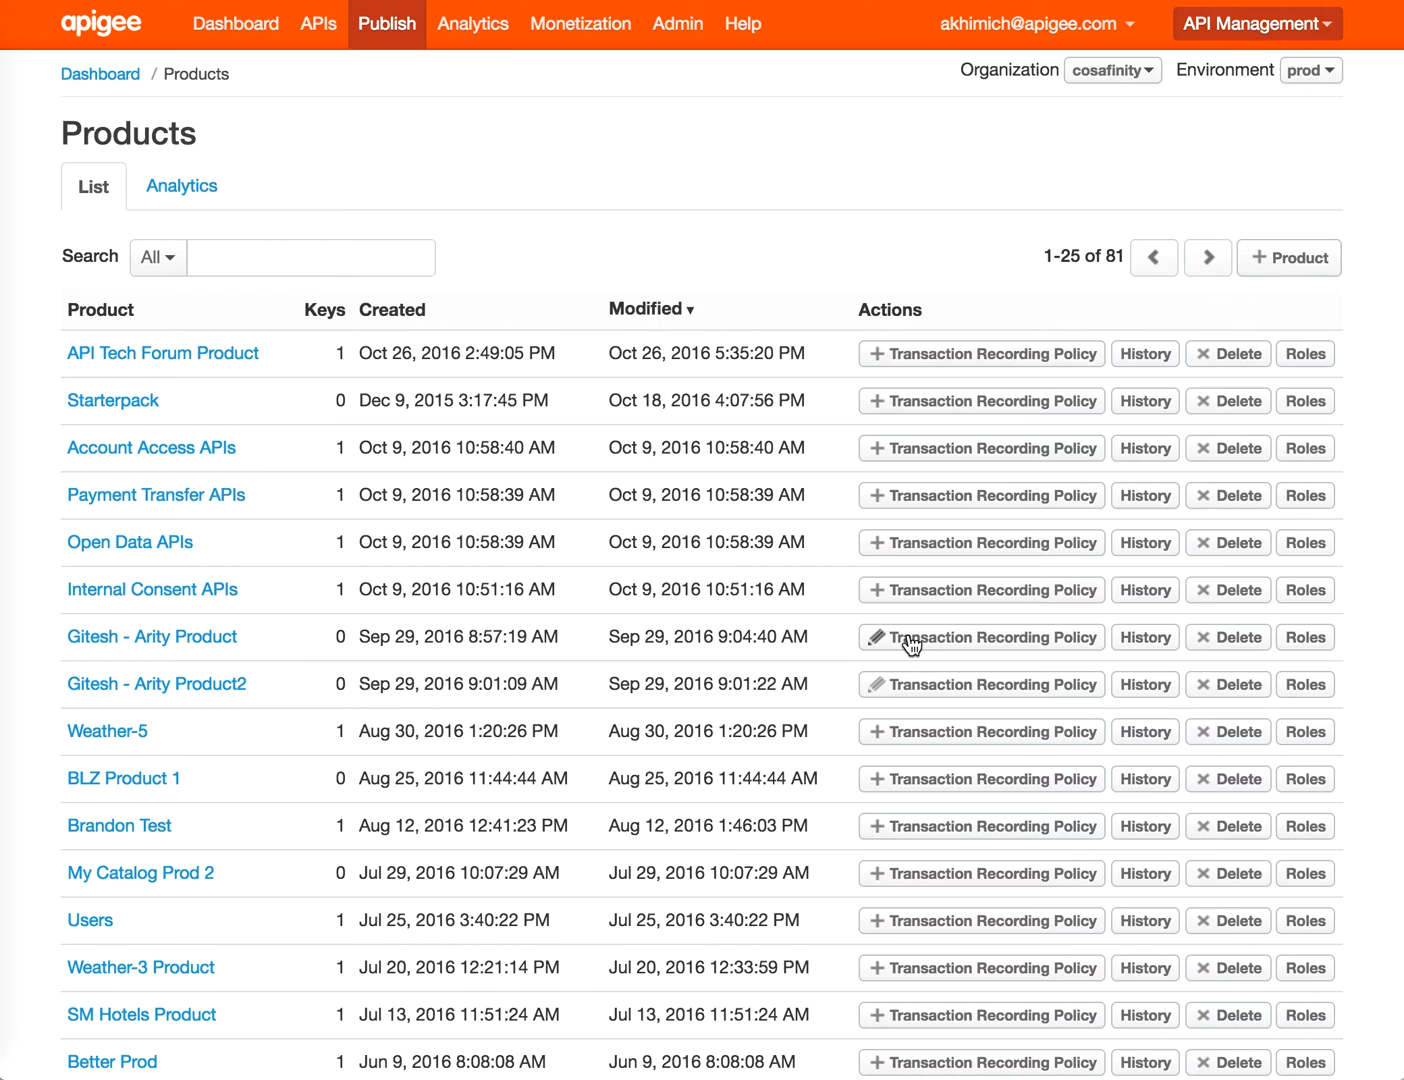 apigee Dashboard APIs Publish Analytics Monetization Admin Help akhimich@apigee.com API Management
Dashboard / Products Organization cosafinity Environment prod
Products
List Analytics
Search All 1-25 of 81 + Product
Product Keys Created Modified Actions
API Tech Forum Product 1 Oct 26, 2016 2:49:05 PM Oct 26, 2016 5:35:20 PM + Transaction Recording Policy History × Delete Roles
Starterpack 0 Dec 9, 2015 3:17:45 PM Oct 18, 2016 4:07:56 PM + Transaction Recording Policy History × Delete Roles
Account Access APIs 1 Oct 9, 2016 10:58:40 AM Oct 9, 2016 10:58:40 AM + Transaction Recording Policy History × Delete Roles
Payment Transfer APIs 1 Oct 9, 2016 10:58:39 AM Oct 9, 2016 10:58:39 AM + Transaction Recording Policy History × Delete Roles
Open Data APIs 1 Oct 9, 2016 10:58:39 AM Oct 9, 2016 10:58:39 AM + Transaction Recording Policy History × Delete Roles
Internal Consent APIs 1 Oct 9, 2016 10:51:16 AM Oct 9, 2016 10:51:16 AM + Transaction Recording Policy History × Delete Roles
Gitesh - Arity Product 0 Sep 29, 2016 8:57:19 AM Sep 29, 2016 9:04:40 AM Transaction Recording Policy History × Delete Roles
Gitesh - Arity Product2 0 Sep 29, 2016 9:01:09 AM Sep 29, 2016 9:01:22 AM Transaction Recording Policy History × Delete Roles
Weather-5 1 Aug 30, 2016 1:20:26 PM Aug 30, 2016 1:20:26 PM + Transaction Recording Policy History × Delete Roles
BLZ Product 1 0 Aug 25, 2016 11:44:44 AM Aug 25, 2016 11:44:44 AM + Transaction Recording Policy History × Delete Roles
Brandon Test 1 Aug 12, 2016 12:41:23 PM Aug 12, 2016 1:46:03 PM + Transaction Recording Policy History × Delete Roles
My Catalog Prod 2 0 Jul 29, 2016 10:07:29 AM Jul 29, 2016 10:07:29 AM + Transaction Recording Policy History × Delete Roles
Users 1 Jul 25, 2016 3:40:22 PM Jul 25, 2016 3:40:22 PM + Transaction Recording Policy History × Delete Roles
Weather-3 Product 1 Jul 20, 2016 12:21:14 PM Jul 20, 2016 12:33:59 PM + Transaction Recording Policy History × Delete Roles
SM Hotels Product 1 Jul 13, 2016 11:51:24 AM Jul 13, 2016 11:51:24 AM + Transaction Recording Policy History × Delete Roles
Better Prod 1 Jun 9, 2016 8:08:08 AM Jun 9, 2016 8:08:08 AM + Transaction Recording Policy History × Delete Roles